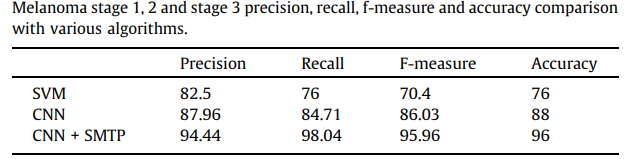 Melanoma stage 1, 2 and stage 3 precision, recall, f-measure and accuracy comparison
with various algorithms.
Precision Recall F-measure Accuracy
SVM 82.5 76 70.4 76
CNN 87.96 84.71 86.03 88
CNN + SMTP 94.44 98.04 95.96 96